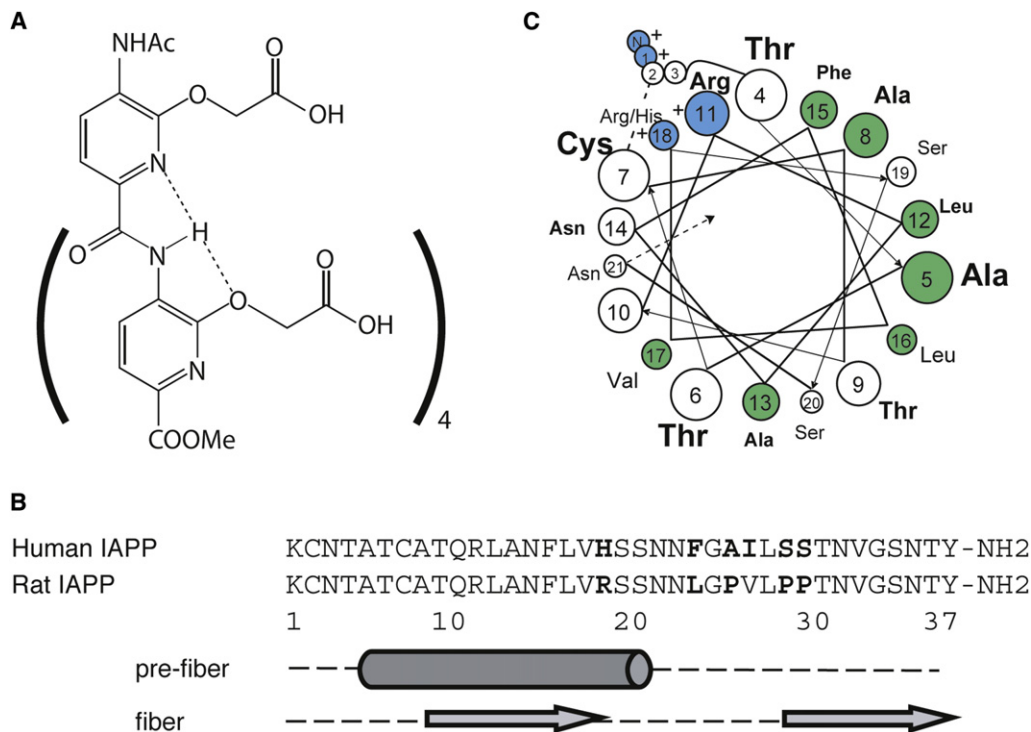 A
NHAc
O
O
OH
N
O
H
N
O
O
OH
N
COOMe
4
C
N
+
1
+
2
3
Thr
4
Arg
+
11
Phe
15
Ala
8
Arg/His
+
18
Ser
19
Cys
7
Leu
12
Asn
14
Asn
21
Ala
5
10
Leu
16
Val
17
Thr
6
Ala
13
Ser
20
Thr
9
B
Human IAPP KCNTATCATQRLANFLVHSSNNFGAILSSTNVGSNTY-NH2
Rat IAPP KCNTATCATQRLANFLVRSSNNLGPVLPPTNVGSNTY-NH2
1 10 20 30 37
pre-fiber
fiber